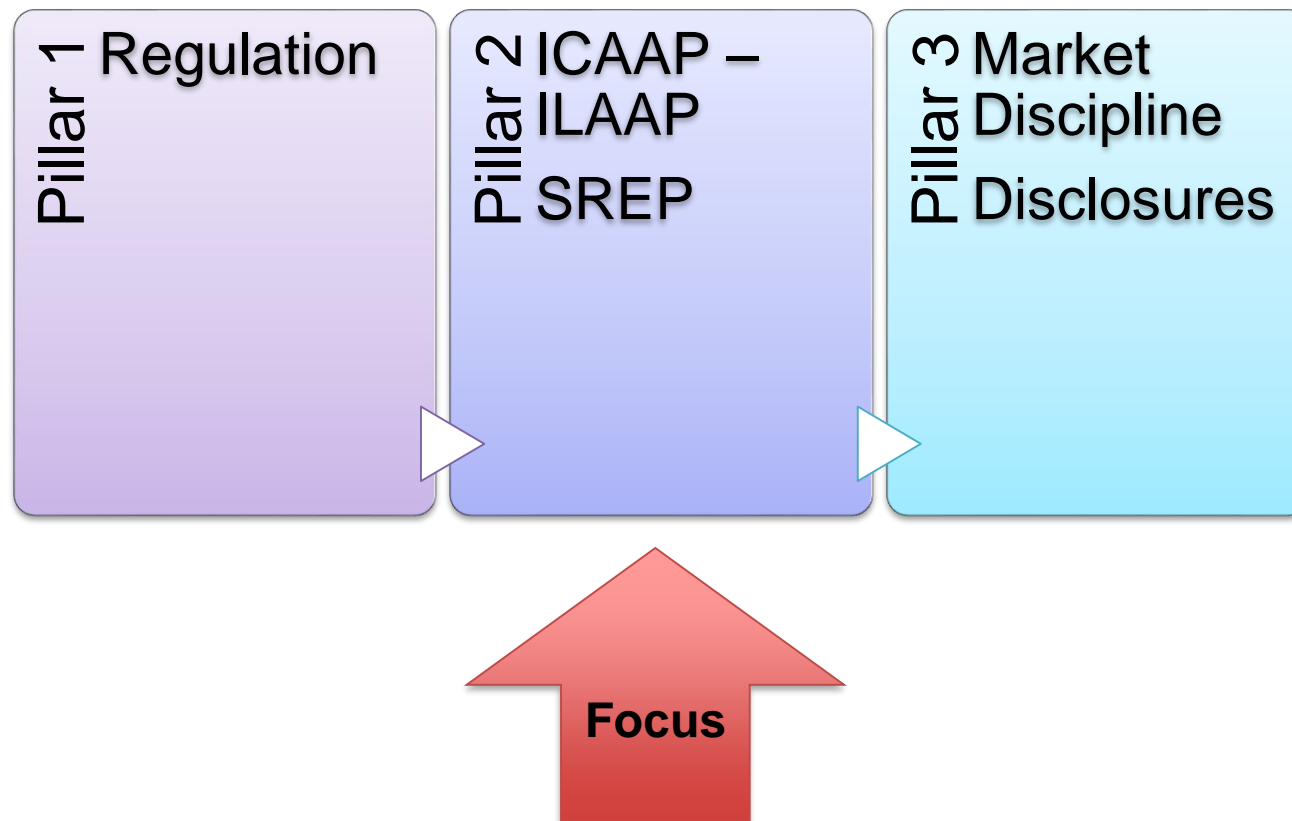 Pillar 1
Regulation
Pillar 2
ICAAP –
ILAAP
SREP
Pillar 3
Market
Discipline
Disclosures
Focus